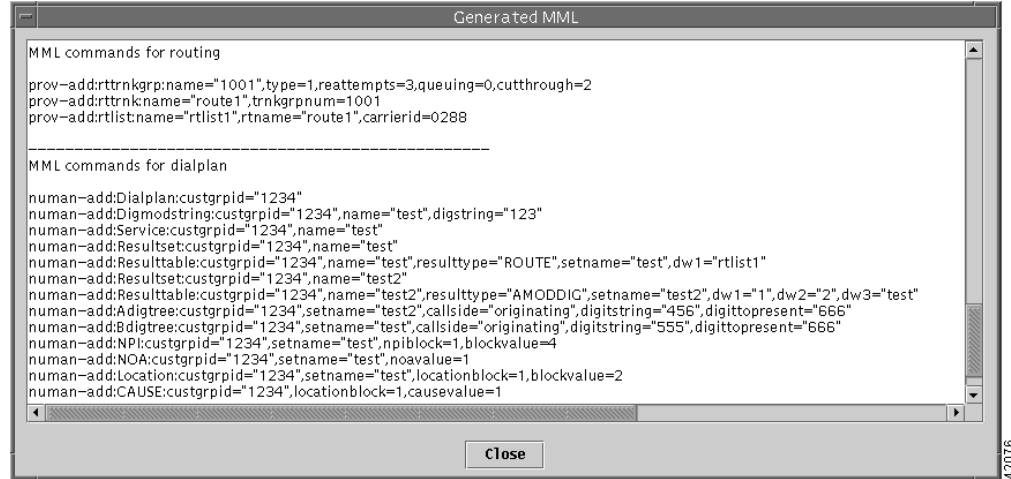 Generated MML
MML commands for routing
prov-add:rttrnkgrp:name="1001",type=1,reattempts=3,queuing=0,cutthrough=2
prov-add:rttrnk:name="route1",trnkgrpnum=1001
prov-add:rtlist:name="rtlist1",rtname="route1",carrierid=0288
--------------------------------------------------
MML commands for dialplan
numan-add:Dialplan:custgrpid="1234"
numan-add:Digmodstring:custgrpid="1234",name="test",digstring="123"
numan-add:Service:custgrpid="1234",name="test"
numan-add:Resultset:custgrpid="1234",name="test"
numan-add:Resulttable:custgrpid="1234",name="test",resulttype="ROUTE",setname="test",dw1="rtlist1"
numan-add:Resultset:custgrpid="1234",name="test2"
numan-add:Resulttable:custgrpid="1234",name="test2",resulttype="AMODDIG",setname="test2",dw1="1",dw2="2",dw3="test"
numan-add:Adigtree:custgrpid="1234",setname="test2",callside="originating",digitstring="456",digittopresent="666"
numan-add:Bdigtree:custgrpid="1234",setname="test",callside="originating",digitstring="555",digittopresent="666"
numan-add:NPI:custgrpid="1234",setname="test",npiblock=1,blockvalue=4
numan-add:NOA:custgrpid="1234",setname="test",noavalue=1
numan-add:Location:custgrpid="1234",setname="test",locationblock=1,blockvalue=2
numan-add:CAUSE:custgrpid="1234",locationblock=1,causevalue=1
Close
42076